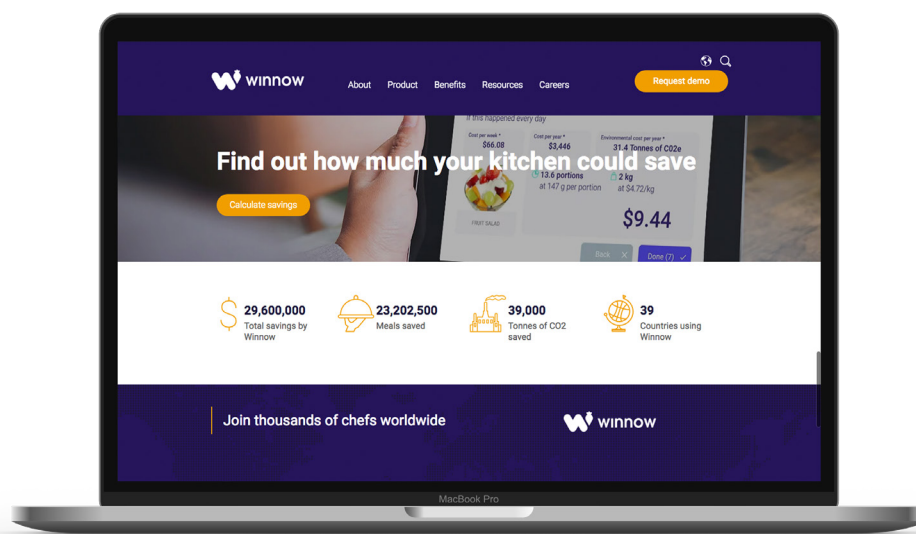 winnow
About
Product
Benefits
Resources
Careers
Request demo
If this happened every day
Cost per week *
$66.08
Cost per year *
$3,446
Environmental cost per year *
31.4 Tonnes of CO2e
Find out how much your kitchen could save
13.6 portions
at 147 g per portion
2 kg
at $4.72/kg
FRUIT SALAD
$9.44
Calculate savings
Back X
Done (7)
29,600,000
Total savings by
Winnow
23,202,500
Meals saved
39,000
Tonnes of CO2
saved
39
Countries using
Winnow
Join thousands of chefs worldwide
winnow
MacBook Pro